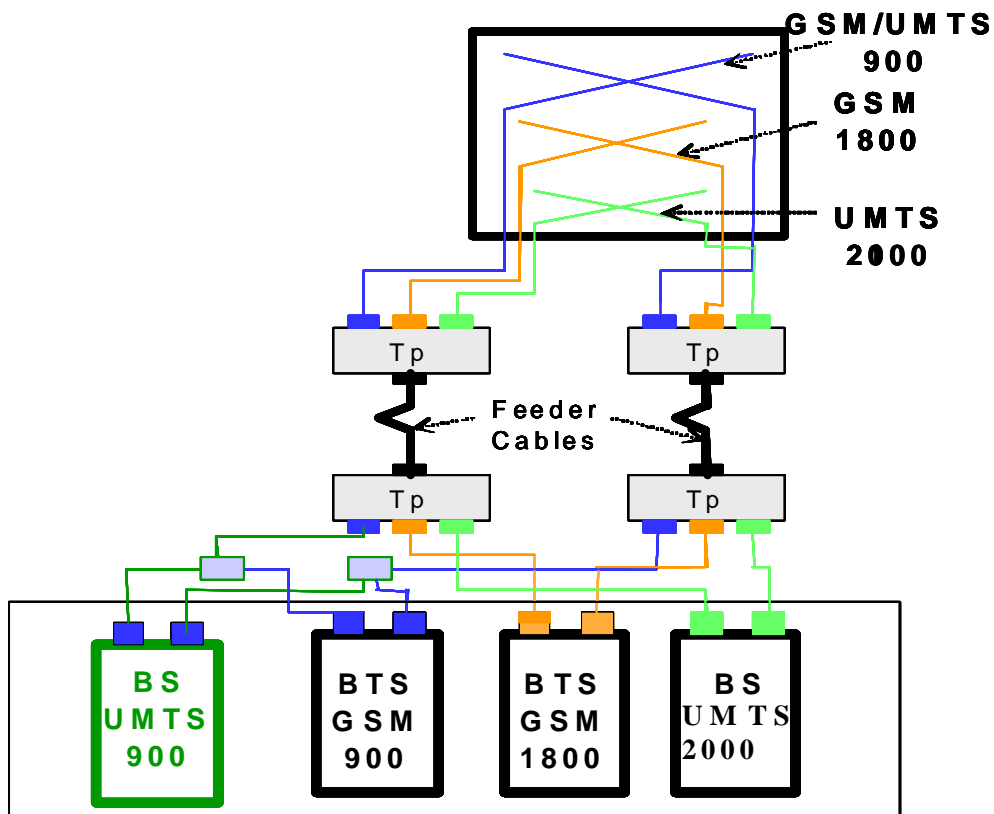 GSM/UMTS
900
GSM
1800
UMTS
2000
Tp
Tp
Feeder
Cables
Tp
Tp
BS
UMTS
900
BTS
GSM
900
BTS
GSM
1800
BS
UMTS
2000